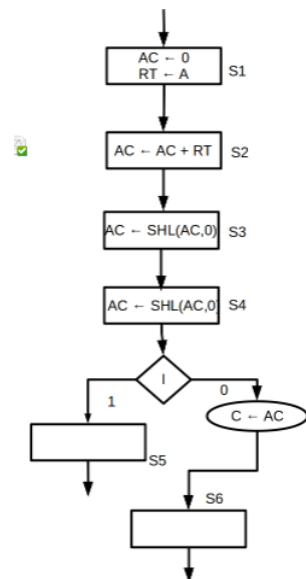 AC ← 0
RT ← A
S1
AC ← AC + RT
S2
AC ← SHL(AC,0)
S3
AC ← SHL(AC,0)
S4
I
1
0
C ← AC
S5
S6